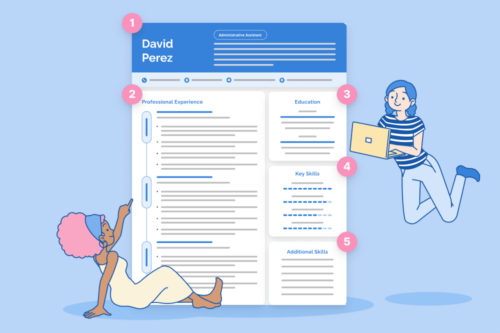 1
David
Perez
Administrative Assistant
2
Professional Experience
3
Education
4
Key Skills
5
Additional Skills